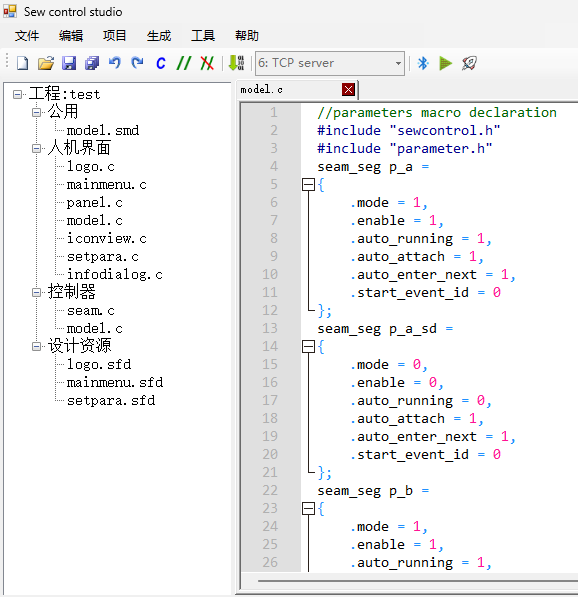 Sew control studio
文件 编辑 项目 生成 工具 帮助
C // // 6: TCP server
工程:test
公用
model.smd
人机界面
logo.c
mainmenu.c
panel.c
model.c
iconview.c
setpara.c
infodialog.c
控制器
seam.c
model.c
设计资源
logo.sfd
mainmenu.sfd
setpara.sfd
model.c
1 //parameters macro declaration
2 #include "sewcontrol.h"
3 #include "parameter.h"
4 seam_seg p_a =
5 {
6 .mode = 1,
7 .enable = 1,
8 .auto_running = 1,
9 .auto_attach = 1,
10 .auto_enter_next = 1,
11 .start_event_id = 0
12 };
13 seam_seg p_a_sd =
14 {
15 .mode = 0,
16 .enable = 0,
17 .auto_running = 0,
18 .auto_attach = 1,
19 .auto_enter_next = 1,
20 .start_event_id = 0
21 };
22 seam_seg p_b =
23 {
24 .mode = 1,
25 .enable = 1,
26 .auto_running = 1,